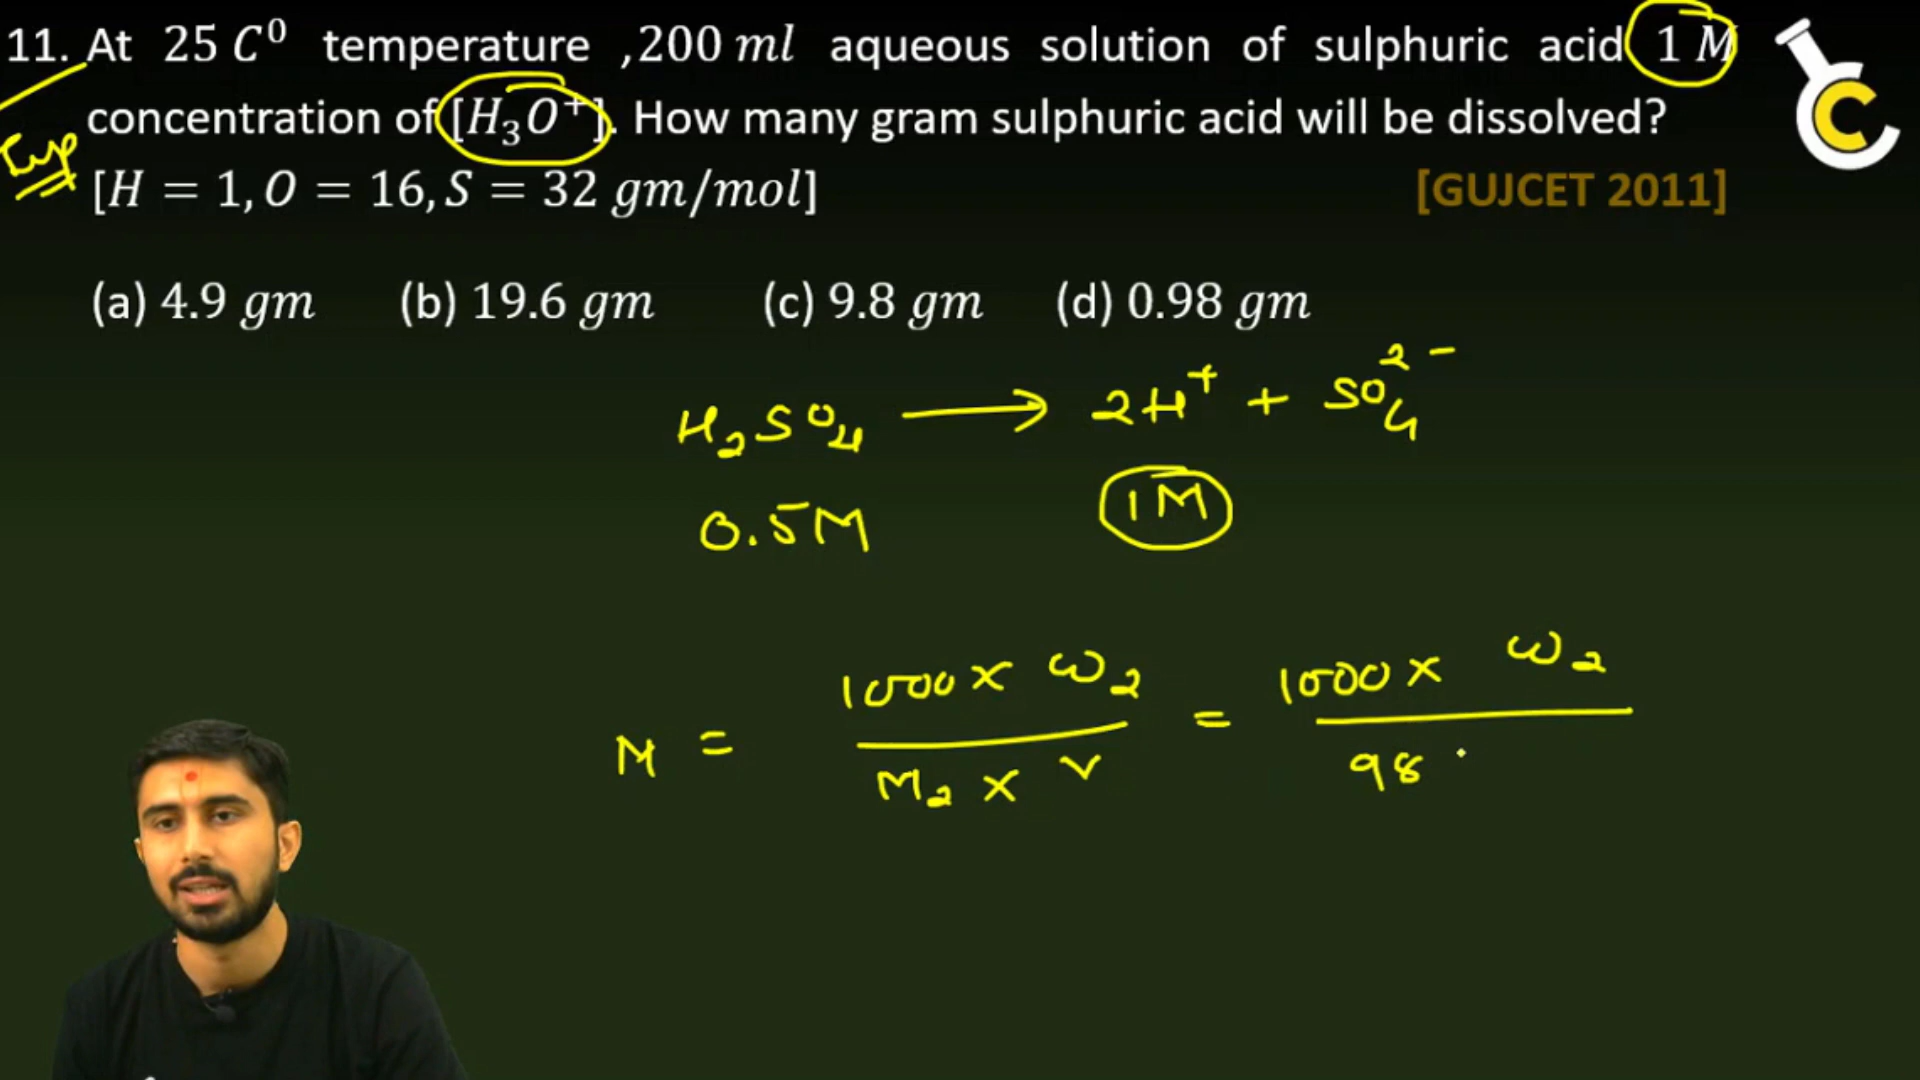 11. At 25 C⁰ temperature ,200 ml aqueous solution of sulphuric acid 1 M
concentration of [H₃O⁺]. How many gram sulphuric acid will be dissolved?
Imp
[H = 1, O = 16, S = 32 gm/mol] [GUJCET 2011]
(a) 4.9 gm (b) 19.6 gm (c) 9.8 gm (d) 0.98 gm
H₂SO₄ → 2H⁺ + SO₄²⁻
0.5M 1M
M = 1000 × ω₂ / M₂ × V = 1000 × ω₂ / 98 ·
C